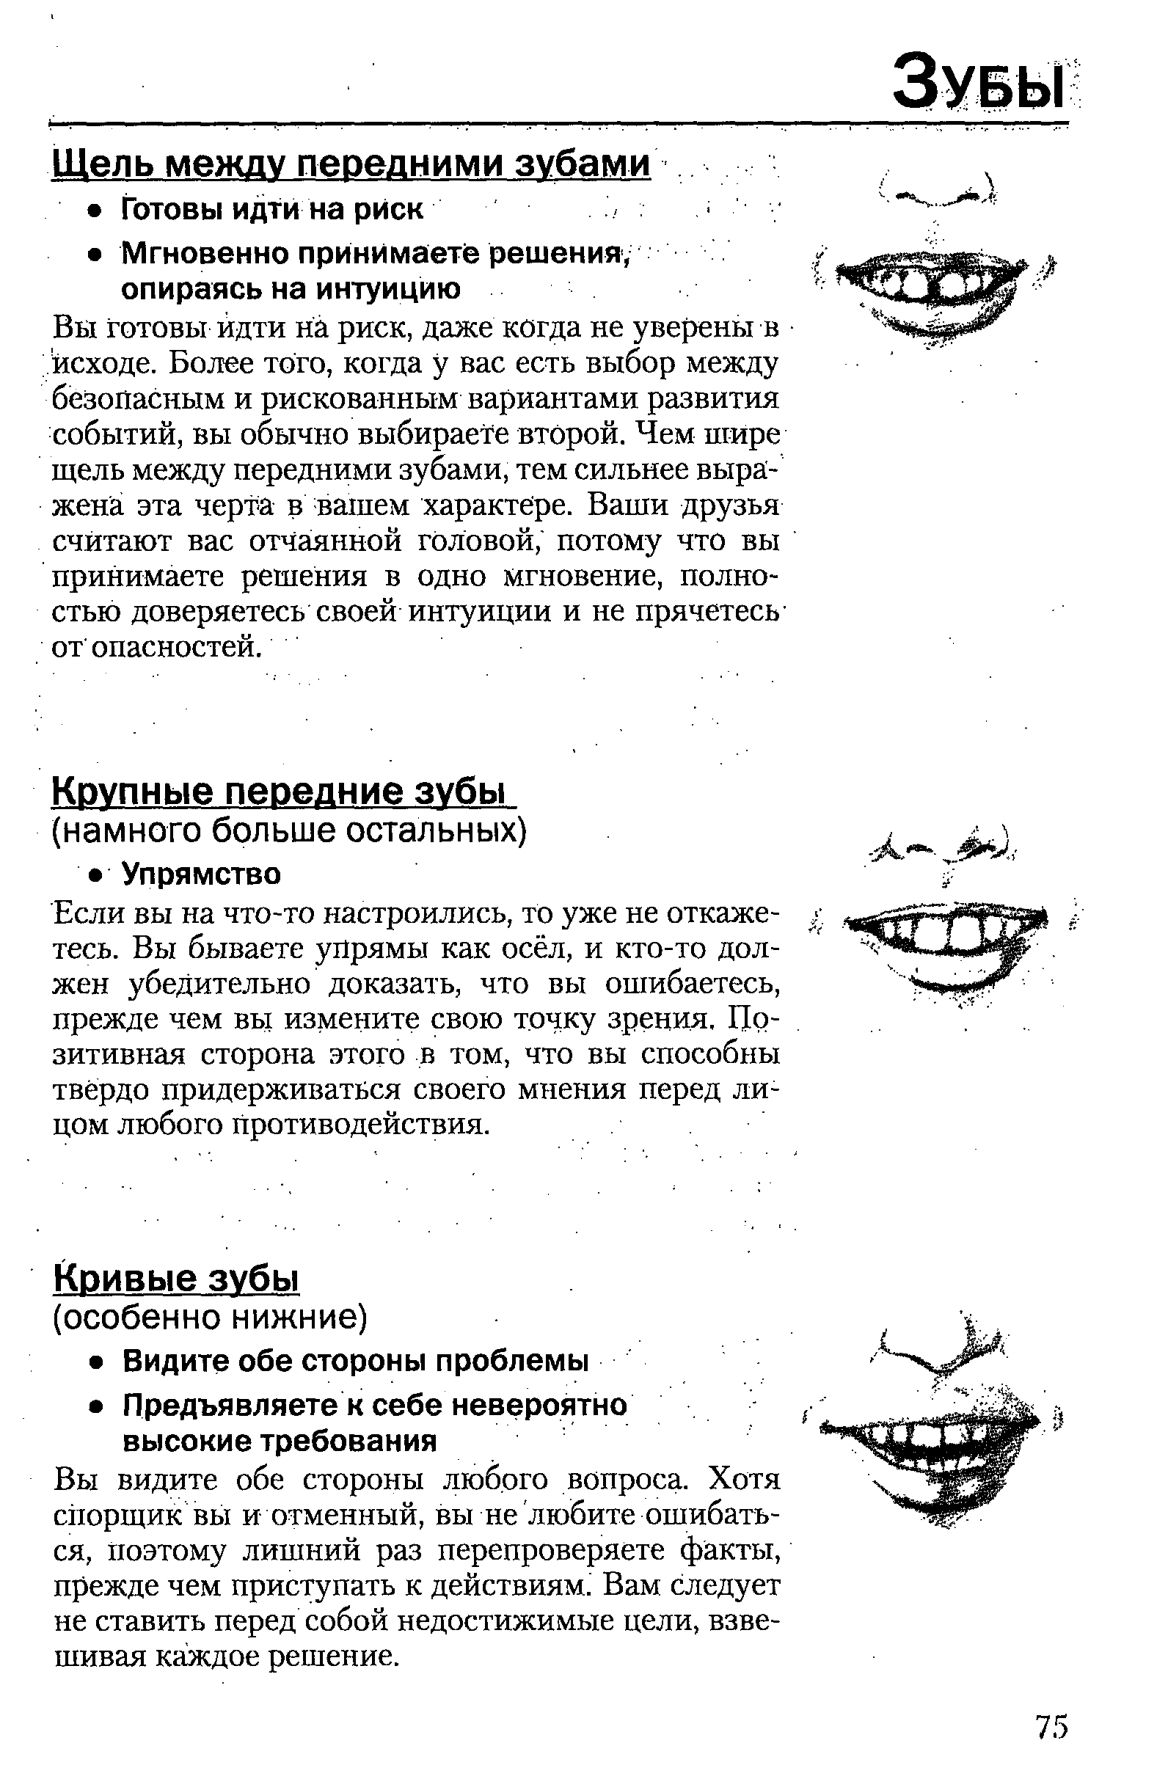 Зубы
Щель между передними зубами
• Готовы идти на риск
• Мгновенно принимаете решения,
опираясь на интуицию
Вы готовы идти на риск, даже когда не уверены в
исходе. Более того, когда у вас есть выбор между
безопасным и рискованным вариантами развития
событий, вы обычно выбираете второй. Чем шире
щель между передними зубами, тем сильнее выра-
жена эта черта в вашем характере. Ваши друзья
считают вас отчаянной головой, потому что вы
принимаете решения в одно мгновение, полно-
стью доверяетесь своей интуиции и не прячетесь
от опасностей.
Крупные передние зубы
(намного больше остальных)
• Упрямство
Если вы на что-то настроились, то уже не откаже-
тесь. Вы бываете упрямы как осёл, и кто-то дол-
жен убедительно доказать, что вы ошибаетесь,
прежде чем вы измените свою точку зрения. По-
зитивная сторона этого в том, что вы способны
твердо придерживаться своего мнения перед ли-
цом любого противодействия.
Кривые зубы
(особенно нижние)
• Видите обе стороны проблемы
• Предъявляете к себе невероятно
высокие требования
Вы видите обе стороны любого вопроса. Хотя
спорщик вы и отменный, вы не любите ошибать-
ся, поэтому лишний раз перепроверяете факты,
прежде чем приступать к действиям. Вам следует
не ставить перед собой недостижимые цели, взве-
шивая каждое решение.
75